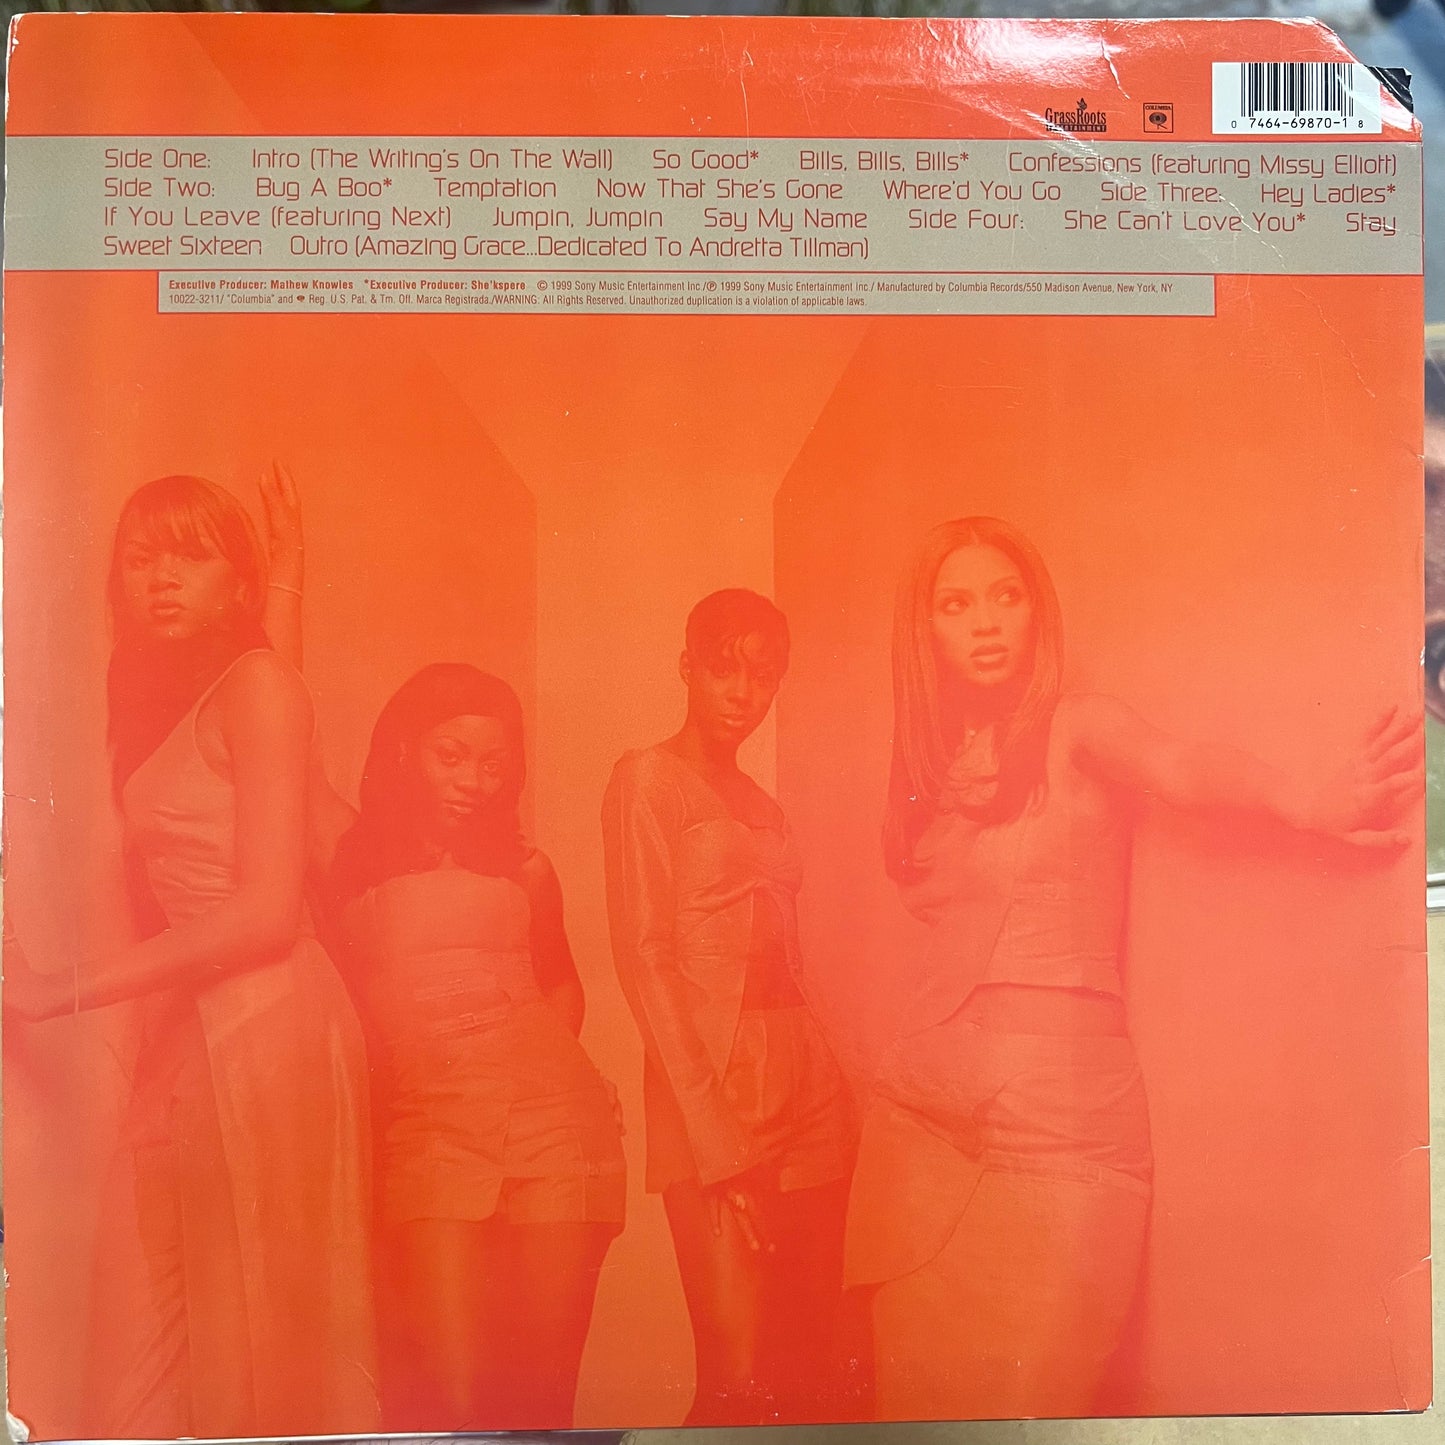 GrassRoots
ENTERTAINMENT
COLUMBIA
0 7464-69870-1 8
Side One: Intro (The Writing's On The Wall) So Good* Bills, Bills, Bills* Confessions (featuring Missy Elliott)
Side Two: Bug A Boo* Temptation Now That She's Gone Where'd You Go Side Three: Hey Ladies*
If You Leave (featuring Next) Jumpin, Jumpin Say My Name Side Four: She Can't Love You* Stay
Sweet Sixteen Outro (Amazing Grace...Dedicated To Andretta Tillman)
Executive Producer: Mathew Knowles *Executive Producer: She'kspere © 1999 Sony Music Entertainment Inc./℗ 1999 Sony Music Entertainment Inc./ Manufactured by Columbia Records/550 Madison Avenue, New York, NY
10022-3211/ "Columbia" and Reg. U.S. Pat. & Tm. Off. Marca Registrada./WARNING: All Rights Reserved. Unauthorized duplication is a violation of applicable laws.